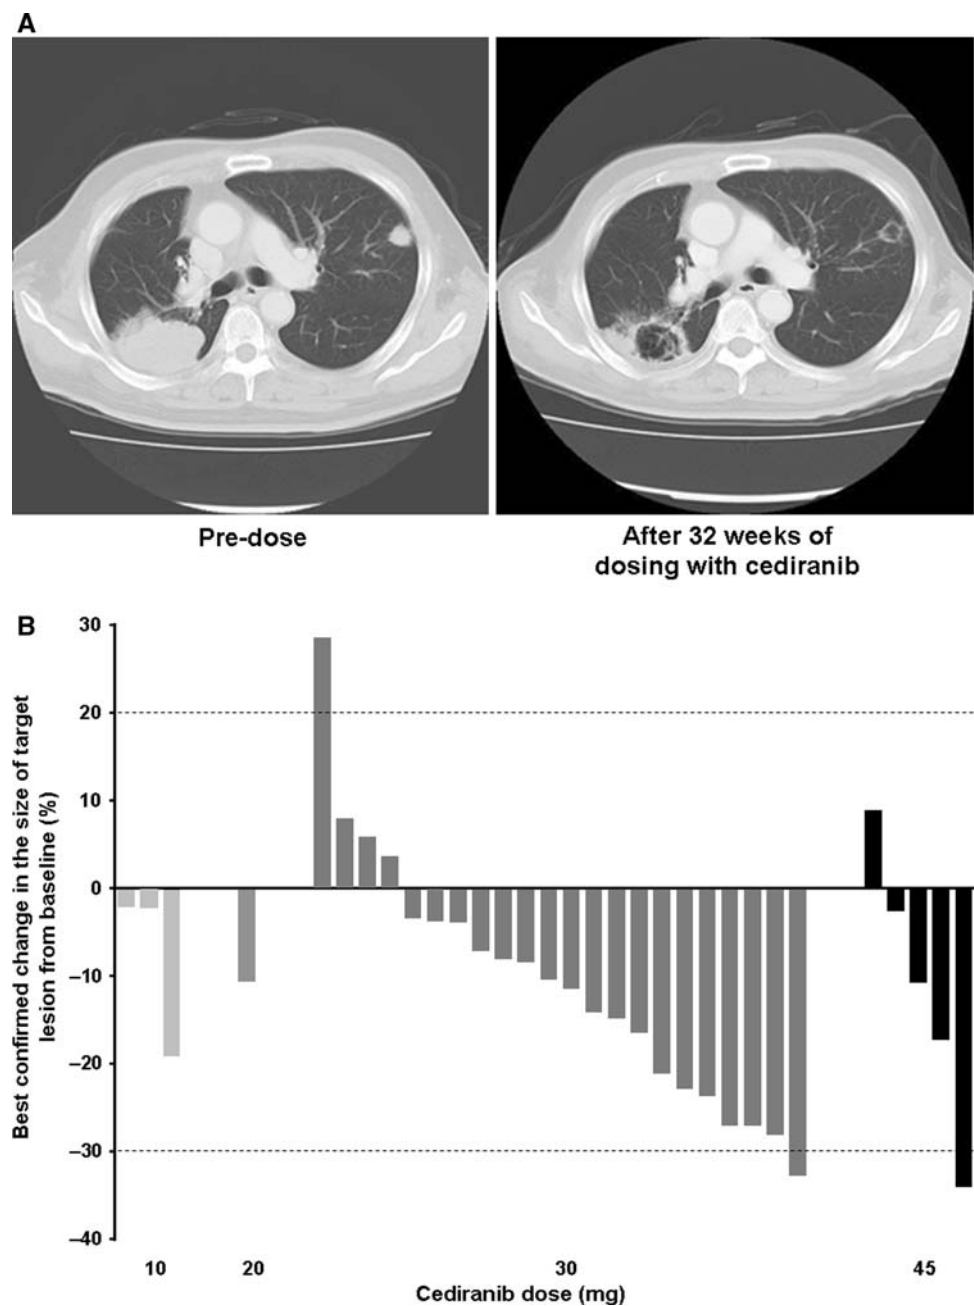 A
Pre-dose
After 32 weeks of
dosing with cediranib
B
Best confirmed change in the size of target
lesion from baseline (%)
30
20
10
0
–10
–20
–30
–40
10 20 30 45
Cediranib dose (mg)